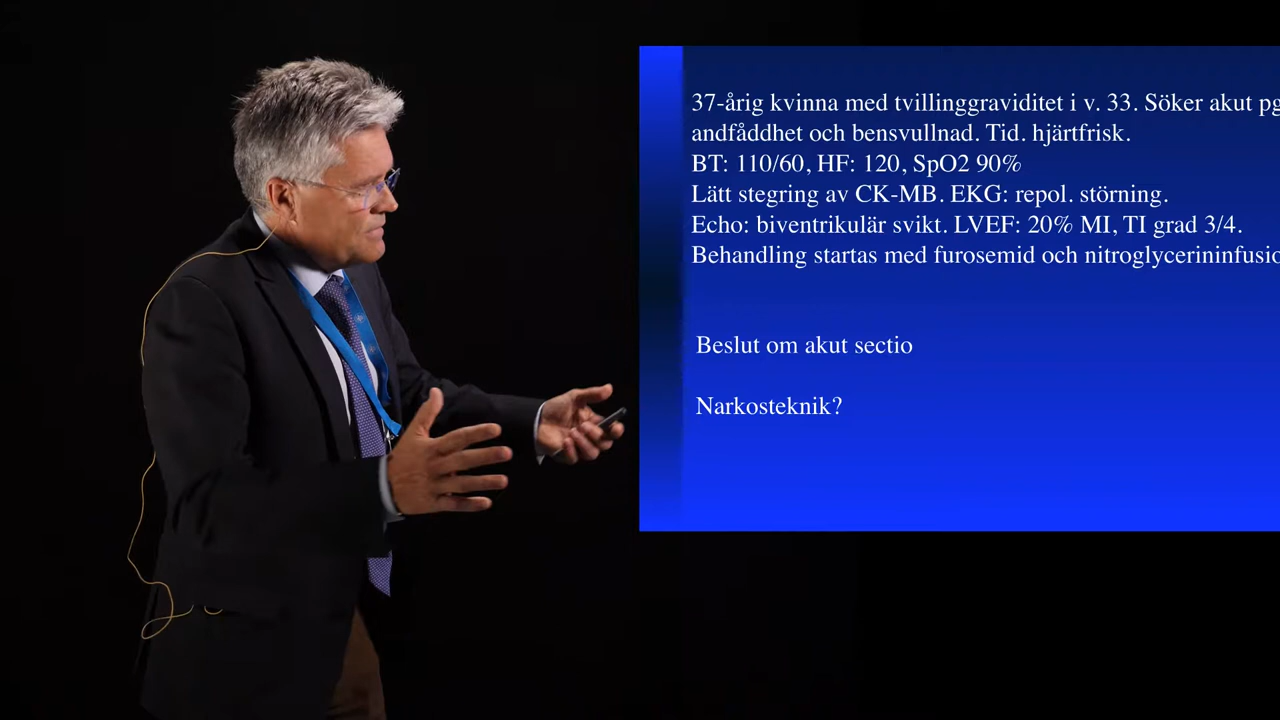 37-årig kvinna med tvillinggraviditet i v. 33. Söker akut
andfåddhet och bensvullnad. Tid. hjärtfrisk.
BT: 110/60, HF: 120, SpO2 90%
Lätt stegring av CK-MB. EKG: repol. störning.
Echo: biventrikulär svikt. LVEF: 20% MI, TI grad 3/4.
Behandling startas med furosemid och
Beslut om akut sectio
Narkosteknik?